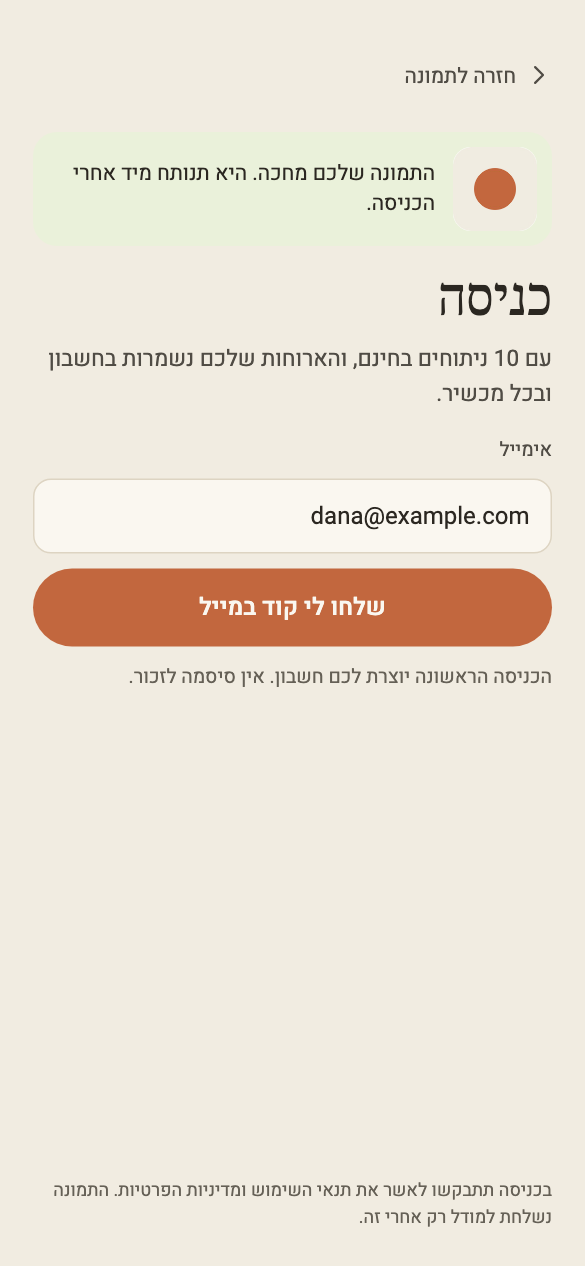 חזרה לתמונה
התמונה שלכם מחכה. היא תנותח מיד אחרי
הכניסה.
כניסה
עם 10 ניתוחים בחינם, והארוחות שלכם נשמרות בחשבון
ובכל מכשיר.
אימייל
dana@example.com
שלחו לי קוד במייל
הכניסה הראשונה יוצרת לכם חשבון. אין סיסמה לזכור.
בכניסה תתבקשו לאשר את תנאי השימוש ומדיניות הפרטיות. התמונה
נשלחת למודל רק אחרי זה.